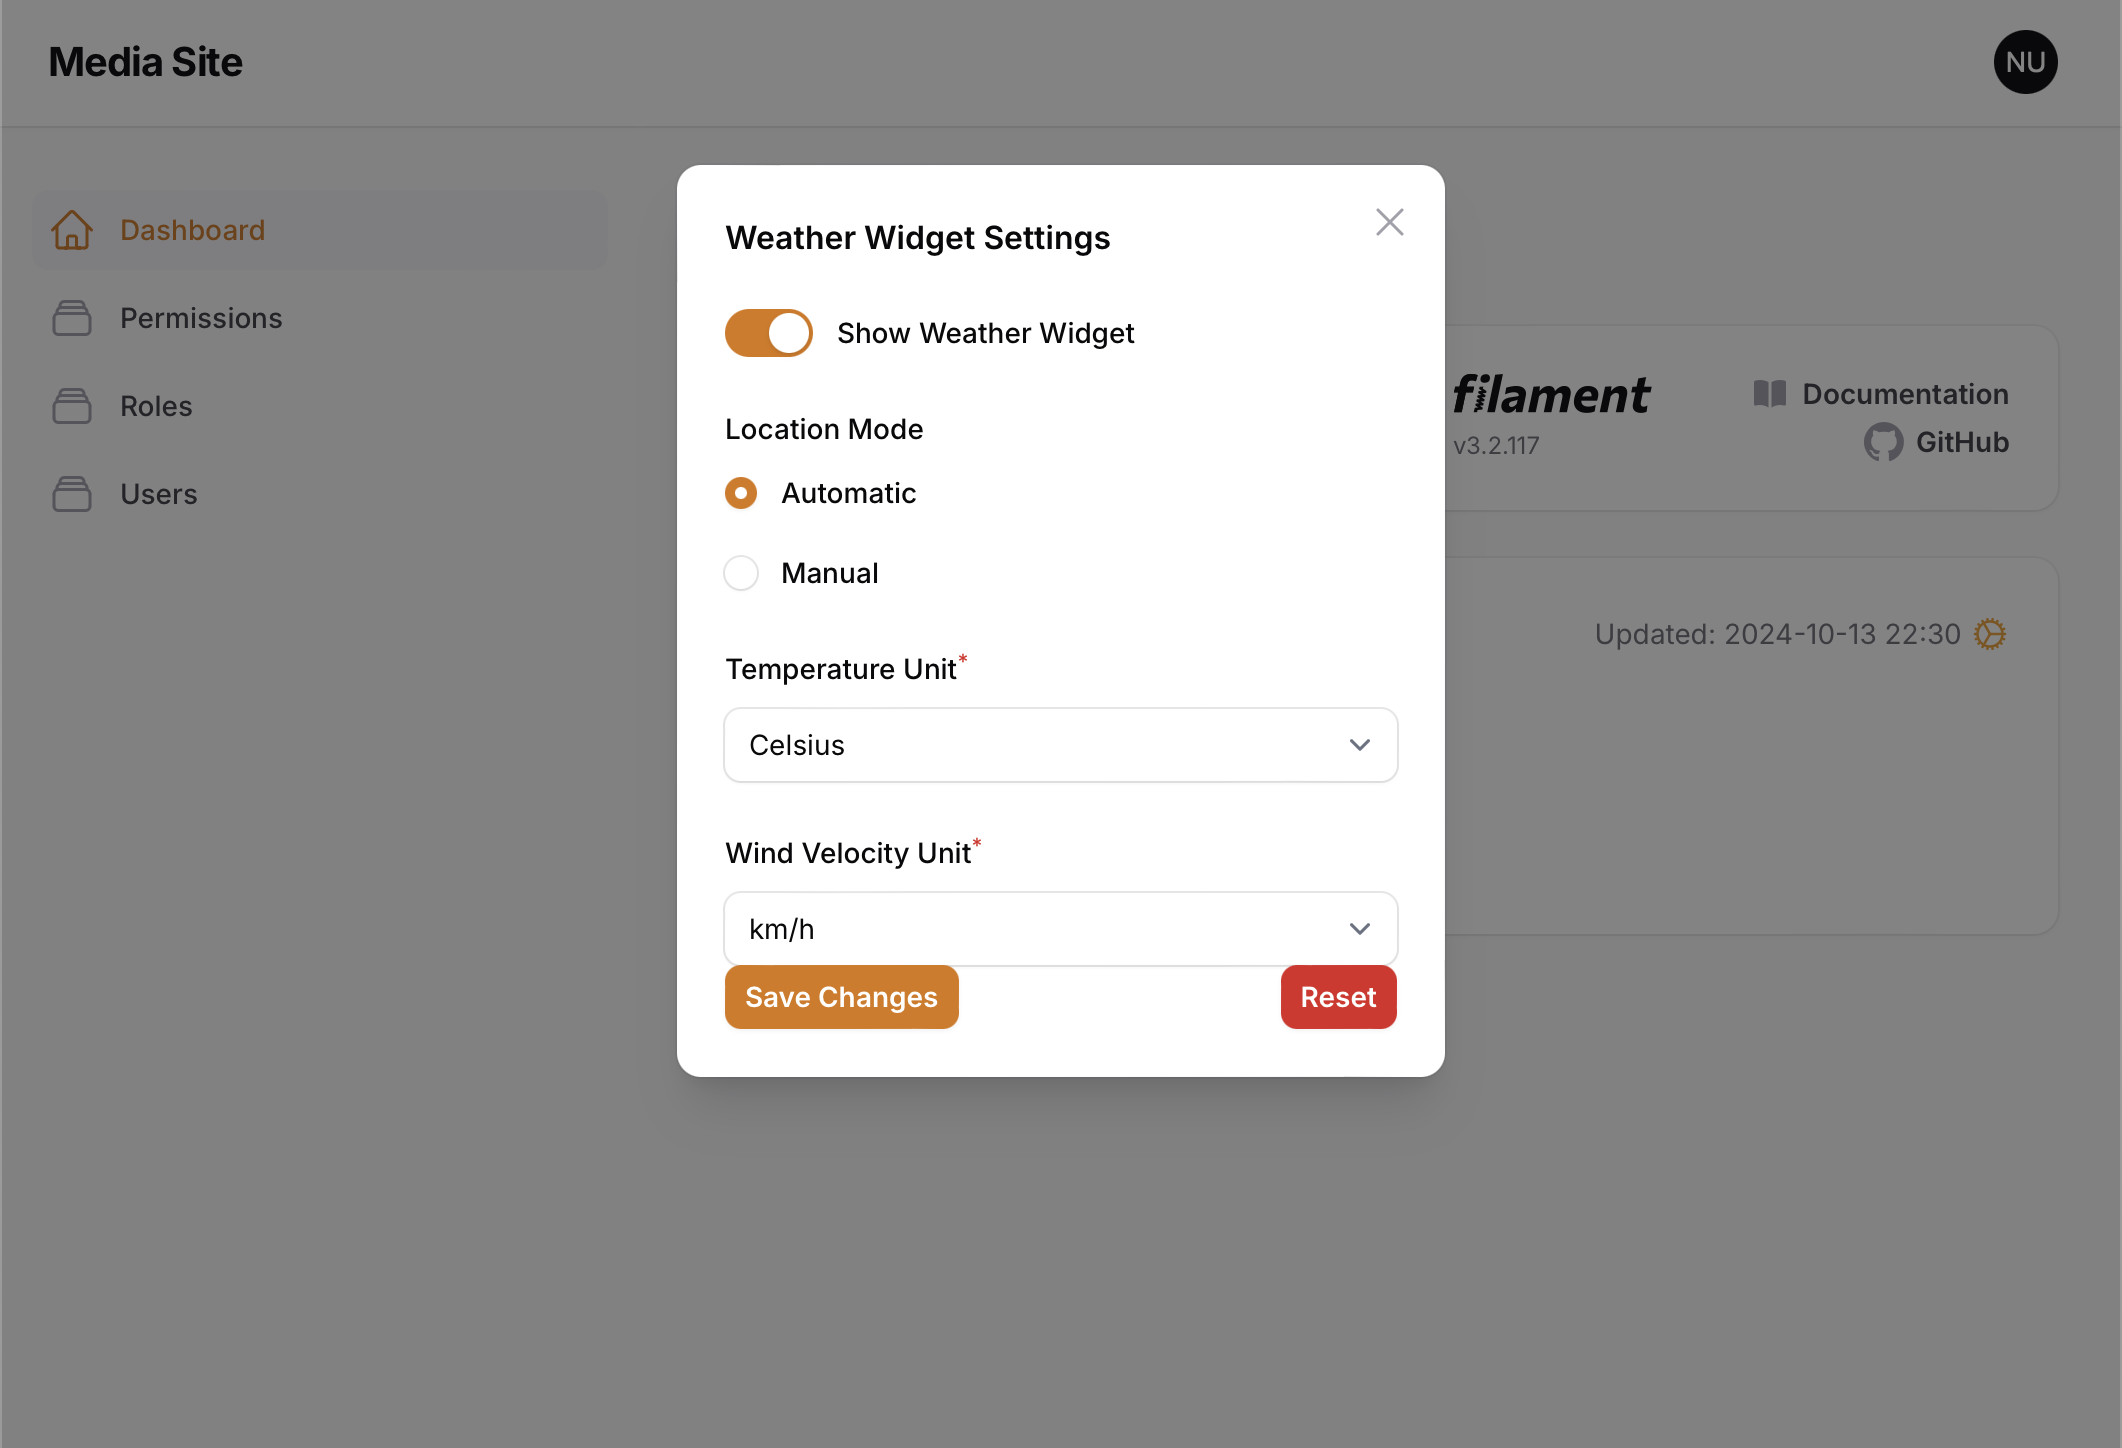 Media Site
NU
Dashboard
Permissions
Roles
Users
filament
v3.2.117
Documentation
GitHub
Updated: 2024-10-13 22:30
Weather Widget Settings
Show Weather Widget
Location Mode
Automatic
Manual
Temperature Unit*
Celsius
Wind Velocity Unit*
km/h
Save Changes
Reset